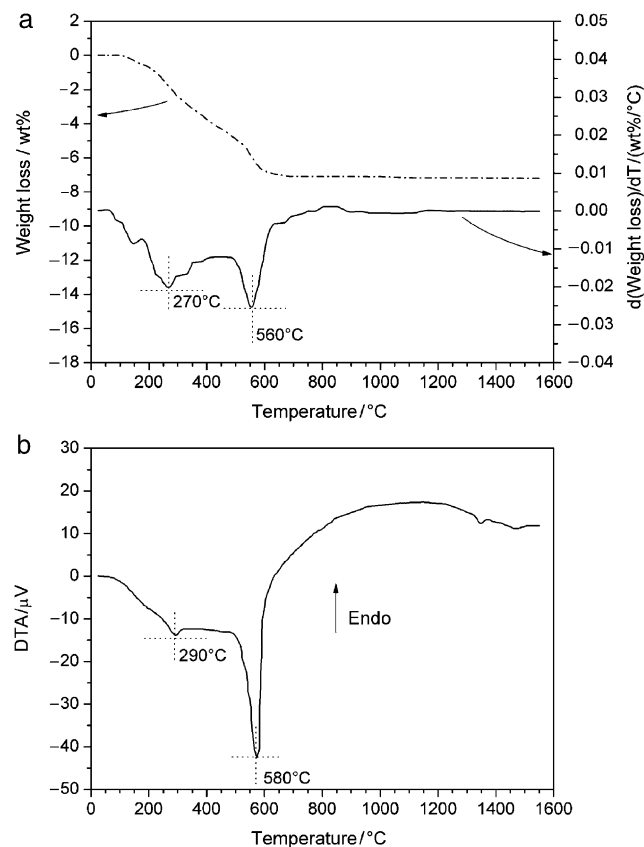 a
2
0
−2
−4
−6
−8
−10
−12
−14
−16
−18
Weight loss / wt%
0.05
0.04
0.03
0.02
0.01
0.00
−0.01
−0.02
−0.03
−0.04
d(Weight loss)/dT/(wt%/°C)
270°C
560°C
0 200 400 600 800 1000 1200 1400 1600
Temperature/°C
b
30
20
10
0
−10
−20
−30
−40
−50
DTA/μV
Endo
290°C
580°C
0 200 400 600 800 1000 1200 1400 1600
Temperature/°C